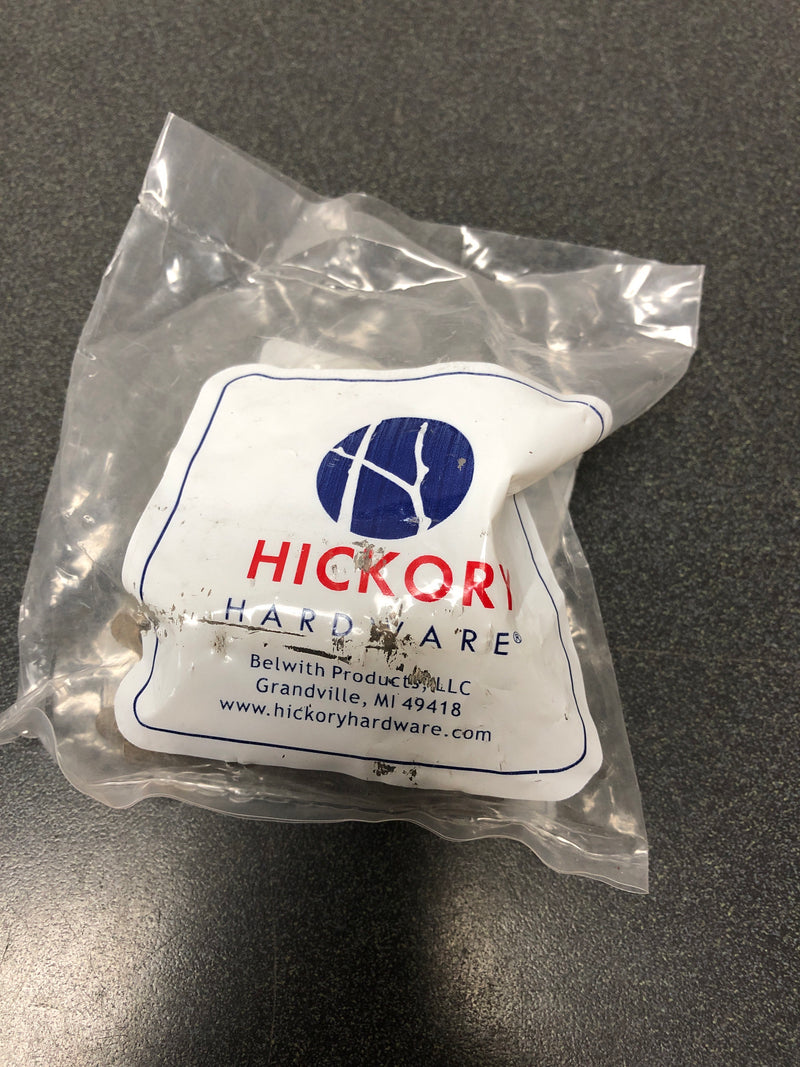 HICKORY
HARDWARE®
Belwith Products, LLC
Grandville, MI 49418
www.hickoryhardware.com